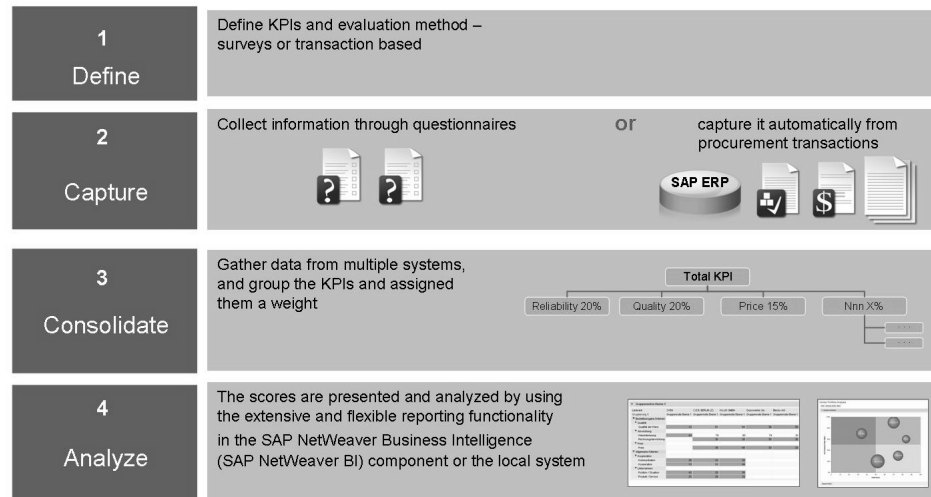 1
Define
Define KPIs and evaluation method –
surveys or transaction based
2
Capture
Collect information through questionnaires
or
capture it automatically from
procurement transactions
SAP ERP
3
Consolidate
Gather data from multiple systems,
and group the KPIs and assigned
them a weight
Total KPI
Reliability 20%
Quality 20%
Price 15%
Nnn X%
4
Analyze
The scores are presented and analyzed by using
the extensive and flexible reporting functionality
in the SAP NetWeaver Business Intelligence
(SAP NetWeaver BI) component or the local system